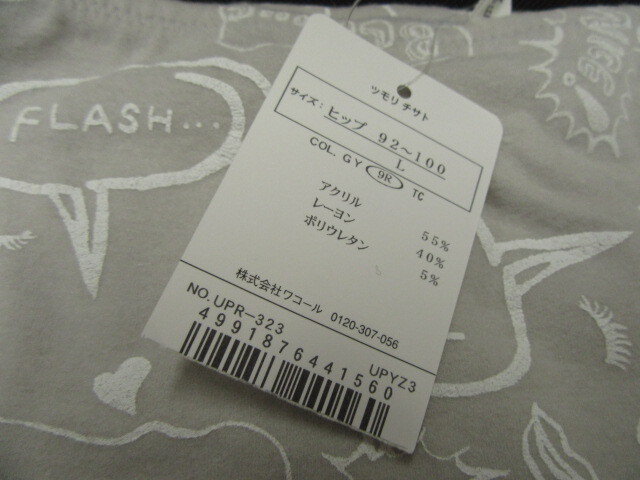 NICE!
FLASH...
ツモリ チサト
サイズ: ヒップ 92~100
L
COL. GY 9R TC
アクリル 55%
レーヨン 40%
ポリウレタン 5%
株式会社ワコール 0120-307-056
NO. UPR-323
UPYZ3
4991876441560